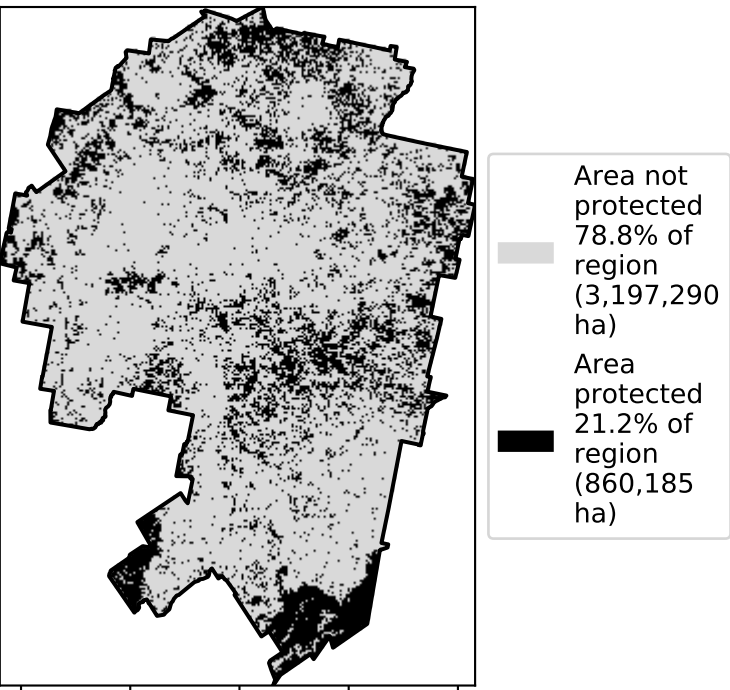 Area not
protected
78.8% of
region
(3,197,290
ha)
Area
protected
21.2% of
region
(860,185
ha)